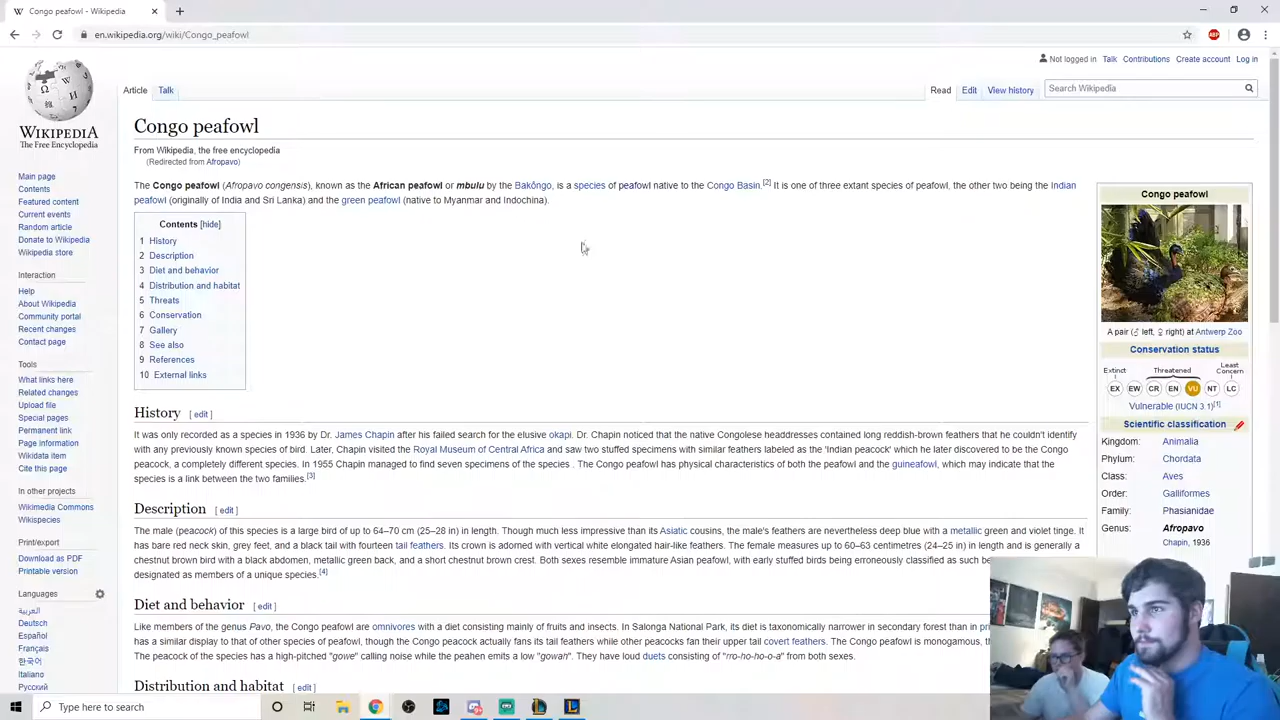 Congo peafowl - Wikipedia
en.wikipedia.org/wiki/Congo_peafowl
ABP
Not logged in Talk Contributions Create account Log in
Article Talk Read Edit View history Search Wikipedia
WIKIPEDIA
The Free Encyclopedia
Main page
Contents
Featured content
Current events
Random article
Donate to Wikipedia
Wikipedia store
Interaction
Help
About Wikipedia
Community portal
Recent changes
Contact page
Tools
What links here
Related changes
Upload file
Special pages
Permanent link
Page information
Wikidata item
Cite this page
In other projects
Wikimedia Commons
Wikispecies
Print/export
Download as PDF
Printable version
Languages
العربية
Deutsch
Español
Français
한국어
Italiano
Русский
Congo peafowl
From Wikipedia, the free encyclopedia
(Redirected from Afropavo)
The Congo peafowl (Afropavo congensis), known as the African peafowl or mbulu by the Bakôngo, is a species of peafowl native to the Congo Basin.[2] It is one of three extant species of peafowl, the other two being the Indian
peafowl (originally of India and Sri Lanka) and the green peafowl (native to Myanmar and Indochina).
Contents [hide]
1 History
2 Description
3 Diet and behavior
4 Distribution and habitat
5 Threats
6 Conservation
7 Gallery
8 See also
9 References
10 External links
History [ edit ]
It was only recorded as a species in 1936 by Dr. James Chapin after his failed search for the elusive okapi. Dr. Chapin noticed that the native Congolese headdresses contained long reddish-brown feathers that he couldn't identify
with any previously known species of bird. Later, Chapin visited the Royal Museum of Central Africa and saw two stuffed specimens with similar feathers labeled as the 'Indian peacock' which he later discovered to be the Congo
peacock, a completely different species. In 1955 Chapin managed to find seven specimens of the species . The Congo peafowl has physical characteristics of both the peafowl and the guineafowl, which may indicate that the
species is a link between the two families.[3]
Description [ edit ]
The male (peacock) of this species is a large bird of up to 64–70 cm (25–28 in) in length. Though much less impressive than its Asiatic cousins, the male's feathers are nevertheless deep blue with a metallic green and violet tinge. It
has bare red neck skin, grey feet, and a black tail with fourteen tail feathers. Its crown is adorned with vertical white elongated hair-like feathers. The female measures up to 60–63 centimetres (24–25 in) in length and is generally a
chestnut brown bird with a black abdomen, metallic green back, and a short chestnut brown crest. Both sexes resemble immature Asian peafowl, with early stuffed birds being erroneously classified as such be
designated as members of a unique species.[4]
Diet and behavior [ edit ]
Like members of the genus Pavo, the Congo peafowl are omnivores with a diet consisting mainly of fruits and insects. In Salonga National Park, its diet is taxonomically narrower in secondary forest than in pri
has a similar display to that of other species of peafowl, though the Congo peacock actually fans its tail feathers while other peacocks fan their upper tail covert feathers. The Congo peafowl is monogamous, th
The peacock of the species has a high-pitched "gowe" calling noise while the peahen emits a low "gowah". They have loud duets consisting of "rro-ho-ho-o-a" from both sexes.
Distribution and habitat [ edit ]
Congo peafowl
A pair (♂ left, ♀ right) at Antwerp Zoo
Conservation status
Extinct Threatened Least Concern
EX EW CR EN VU NT LC
Vulnerable (IUCN 3.1)[1]
Scientific classification
Kingdom: Animalia
Phylum: Chordata
Class: Aves
Order: Galliformes
Family: Phasianidae
Genus: Afropavo
Chapin, 1936
Type here to search